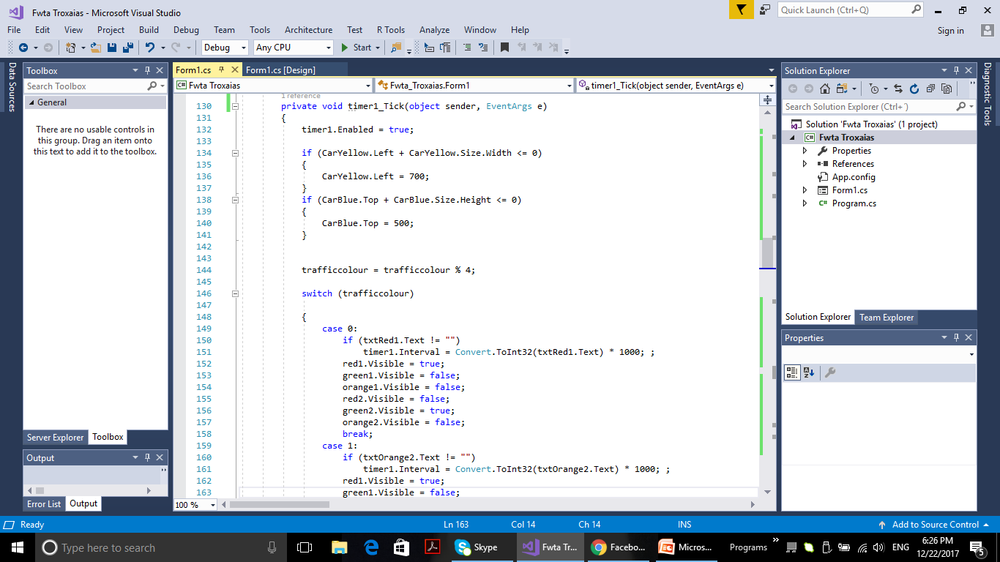 Fwta Troxaias - Microsoft Visual Studio
Quick Launch (Ctrl+Q)
File Edit View Project Build Debug Team Tools Architecture Test R Tools Analyze Window Help
Sign in
Debug Any CPU Start
Data Sources
Toolbox
Search Toolbox
General
There are no usable controls in
this group. Drag an item onto
this text to add it to the toolbox.
Server Explorer Toolbox
Output
Error List Output
Form1.cs Form1.cs [Design]
Fwta Troxaias Fwta_Troxaias.Form1 timer1_Tick(object sender, EventArgs e)
1 reference
130 private void timer1_Tick(object sender, EventArgs e)
131 {
132 timer1.Enabled = true;
133
134 if (CarYellow.Left + CarYellow.Size.Width <= 0)
135 {
136 CarYellow.Left = 700;
137 }
138 if (CarBlue.Top + CarBlue.Size.Height <= 0)
139 {
140 CarBlue.Top = 500;
141 }
142
143
144 trafficcolour = trafficcolour % 4;
145
146 switch (trafficcolour)
147
148 {
149 case 0:
150 if (txtRed1.Text != "")
151 timer1.Interval = Convert.ToInt32(txtRed1.Text) * 1000; ;
152 red1.Visible = true;
153 green1.Visible = false;
154 orange1.Visible = false;
155 red2.Visible = false;
156 green2.Visible = true;
157 orange2.Visible = false;
158 break;
159 case 1:
160 if (txtOrange2.Text != "")
161 timer1.Interval = Convert.ToInt32(txtOrange2.Text) * 1000; ;
162 red1.Visible = true;
163 green1.Visible = false;
100 %
Solution Explorer
Search Solution Explorer (Ctrl+¨)
Solution 'Fwta Troxaias' (1 project)
C# Fwta Troxaias
Properties
References
App.config
Form1.cs
C# Program.cs
Solution Explorer Team Explorer
Properties
Diagnostic Tools
Ready Ln 163 Col 14 Ch 14 INS Add to Source Control
Type here to search
Skype Fwta Tr... Facebo... Micros... Programs
ENG 6:26 PM
12/22/2017
5